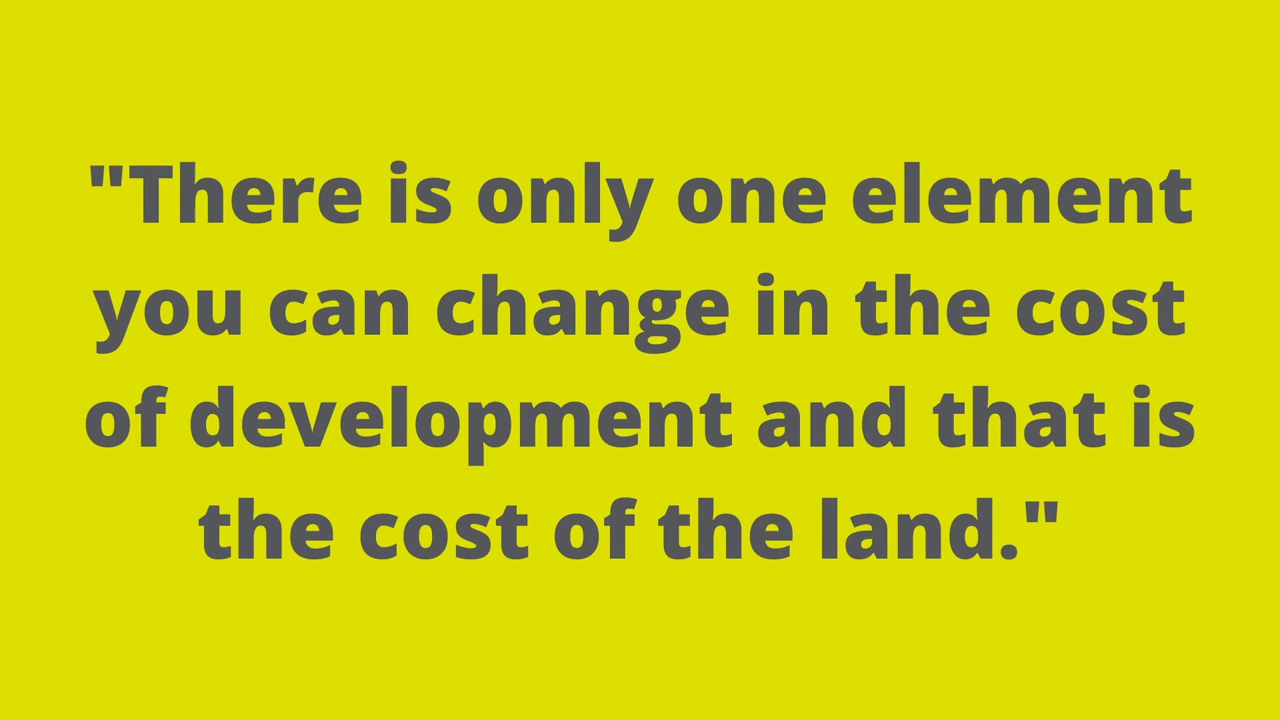 "There is only one element
you can change in the cost
of development and that is
the cost of the land."